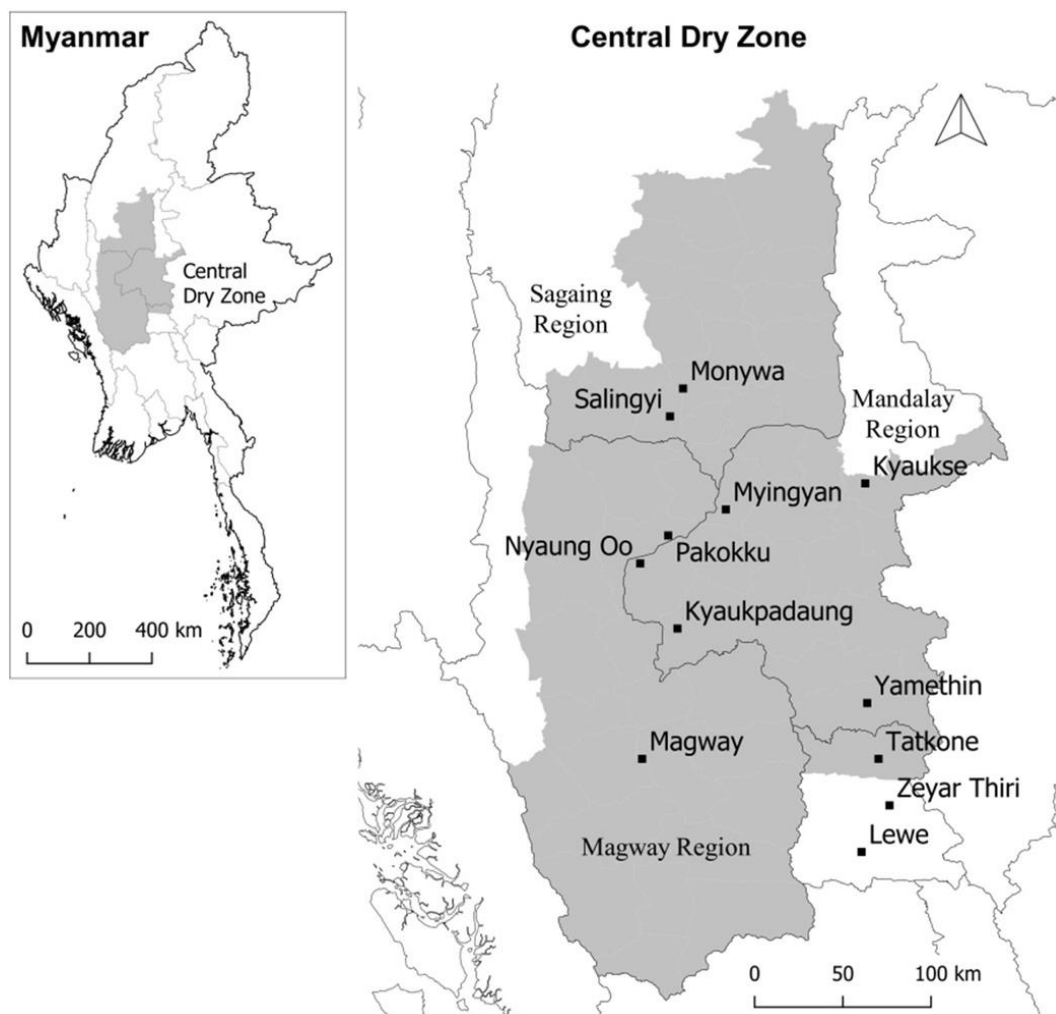 Myanmar
Central
Dry Zone
0 200 400 km
Central Dry Zone
Sagaing
Region
Monywa
Salingyi
Mandalay
Region
Kyaukse
Myingyan
Nyaung Oo
Pakokku
Kyaukpadaung
Yamethin
Magway
Tatkone
Zeyar Thiri
Lewe
Magway Region
0 50 100 km